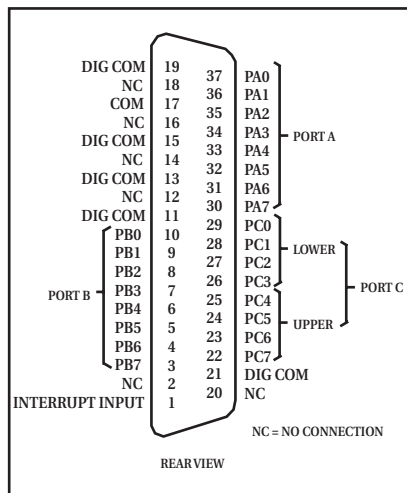 DIG COM 19
NC 18
COM 17
NC 16
DIG COM 15
NC 14
DIG COM 13
NC 12
DIG COM 11
PB0 10
PB1 9
PB2 8
PB3 7
PB4 6
PB5 5
PB6 4
PB7 3
NC 2
INTERRUPT INPUT 1
PORT B
37 PA0
36 PA1
35 PA2
34 PA3
33 PA4
32 PA5
31 PA6
30 PA7
29 PC0
28 PC1
27 PC2
26 PC3
25 PC4
24 PC5
23 PC6
22 PC7
21 DIG COM
20 NC
PORT A
LOWER
UPPER
PORT C
NC = NO CONNECTION
REAR VIEW